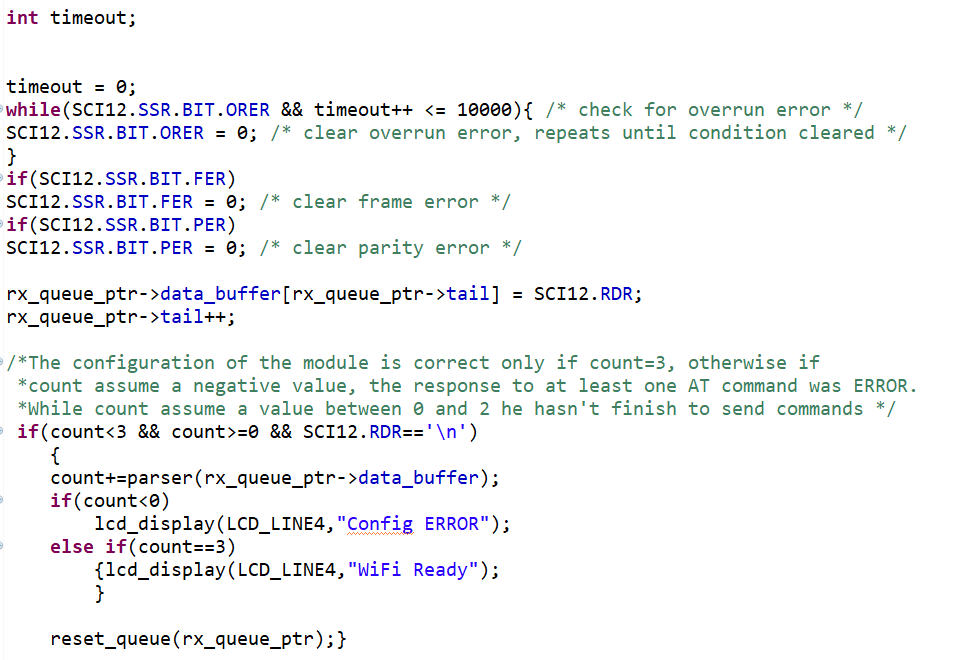 int timeout;
timeout = 0;
while(SCI12.SSR.BIT.ORER && timeout++ <= 10000){ /* check for overrun error */
SCI12.SSR.BIT.ORER = 0; /* clear overrun error, repeats until condition cleared */
}
if(SCI12.SSR.BIT.FER)
SCI12.SSR.BIT.FER = 0; /* clear frame error */
if(SCI12.SSR.BIT.PER)
SCI12.SSR.BIT.PER = 0; /* clear parity error */
rx_queue_ptr->data_buffer[rx_queue_ptr->tail] = SCI12.RDR;
rx_queue_ptr->tail++;
/*The configuration of the module is correct only if count=3, otherwise if
*count assume a negative value, the response to at least one AT command was ERROR.
*While count assume a value between 0 and 2 he hasn't finish to send commands */
if(count<3 && count>=0 && SCI12.RDR=='\n')
{
count+=parser(rx_queue_ptr->data_buffer);
if(count<0)
lcd_display(LCD_LINE4,"Config ERROR");
else if(count==3)
{lcd_display(LCD_LINE4,"WiFi Ready");
}
reset_queue(rx_queue_ptr);}